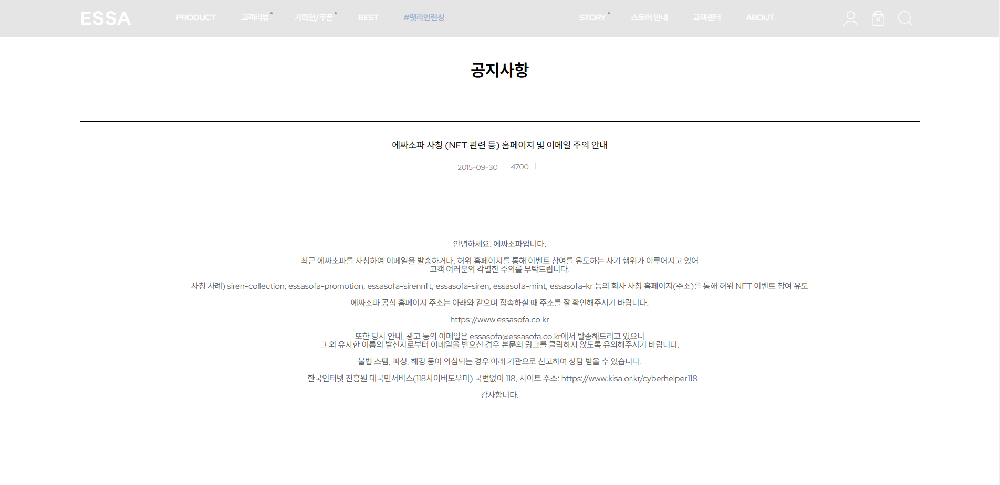 ESSA PRODUCT 고객리뷰 기획전/쿠폰 BEST #펫라인런칭 STORY 스토어 안내 고객센터 ABOUT 0
공지사항
에싸소파 사칭 (NFT 관련 등) 홈페이지 및 이메일 주의 안내
2015-09-30 4700
안녕하세요. 에싸소파입니다.
최근 에싸소파를 사칭하여 이메일을 발송하거나, 허위 홈페이지를 통해 이벤트 참여를 유도하는 사기 행위가 이루어지고 있어
고객 여러분의 각별한 주의를 부탁드립니다.
사칭 사례) siren-collection, essasofa-promotion, essasofa-sirennft, essasofa-siren, essasofa-mint, essasofa-kr 등의 회사 사칭 홈페이지(주소)를 통해 허위 NFT 이벤트 참여 유도
에싸소파 공식 홈페이지 주소는 아래와 같으며 접속하실 때 주소를 잘 확인해주시기 바랍니다.
https://www.essasofa.co.kr
또한 당사 안내, 광고 등의 이메일은 essasofa@essasofa.co.kr에서 발송해드리고 있으니
그 외 유사한 이름의 발신자로부터 이메일을 받으신 경우 본문의 링크를 클릭하지 않도록 유의해주시기 바랍니다.
불법 스팸, 피싱, 해킹 등이 의심되는 경우 아래 기관으로 신고하여 상담 받을 수 있습니다.
- 한국인터넷 진흥원 대국민서비스(118사이버도우미) 국번없이 118, 사이트 주소: https://www.kisa.or.kr/cyberhelper118
감사합니다.